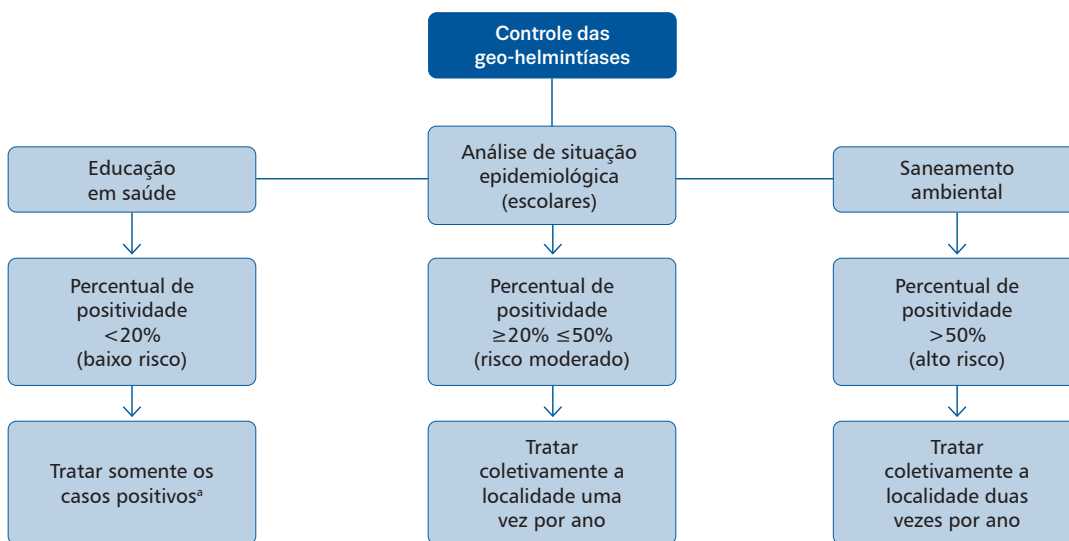 Controle das
geo-helmintíases
Educação
em saúde
Análise de situação
epidemiológica
(escolares)
Saneamento
ambiental
Percentual de
positividade
<20%
(baixo risco)
Percentual de
positividade
≥20% ≤50%
(risco moderado)
Percentual de
positividade
>50%
(alto risco)
Tratar somente os
casos positivosª
Tratar
coletivamente a
localidade uma
vez por ano
Tratar
coletivamente a
localidade duas
vezes por ano